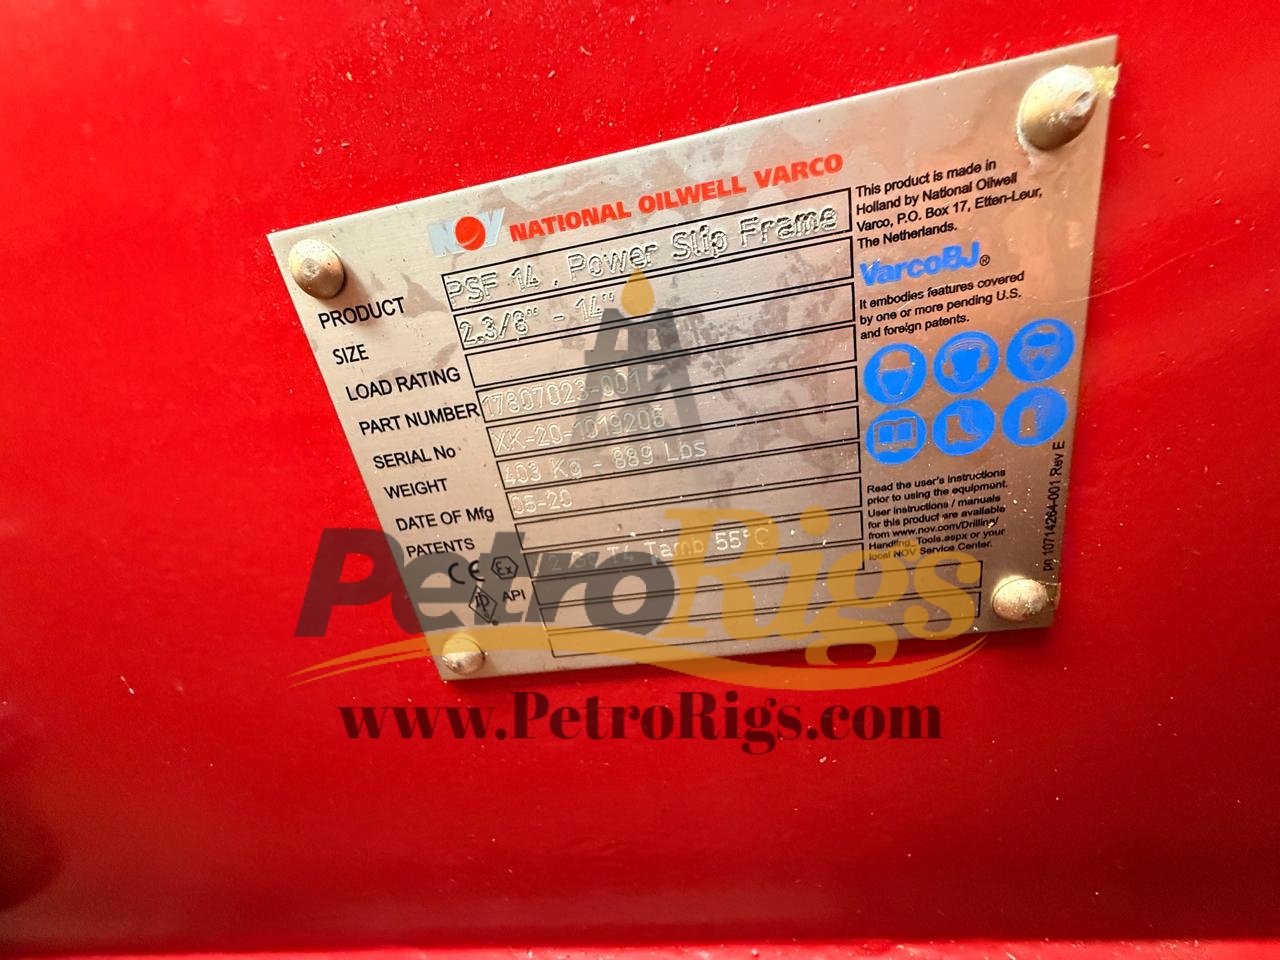 NOV NATIONAL OILWELL VARCO
PRODUCT PSF 14 . Power Slip Frame
SIZE 2.3/8" - 14"
LOAD RATING
PART NUMBER 17807023-001
SERIAL No XK-20-1019206
WEIGHT 403 Kg - 889 Lbs
DATE OF Mfg 05-20
PATENTS
CE Ex T4 Tamb 55°C
API
This product is made in
Holland by National Oilwell
Varco, P.O. Box 17, Etten-Leur,
The Netherlands.
VarcoBJ®
It embodies features covered
by one or more pending U.S.
and foreign patents.
Read the user's instructions
prior to using the equipment.
User instructions / manuals
for this product are available
from www.nov.com/Drilling/
Handling_Tools.aspx or your
local NOV Service Center.
PN 10714264-001 Rev E
PetroRigs
www.PetroRigs.com